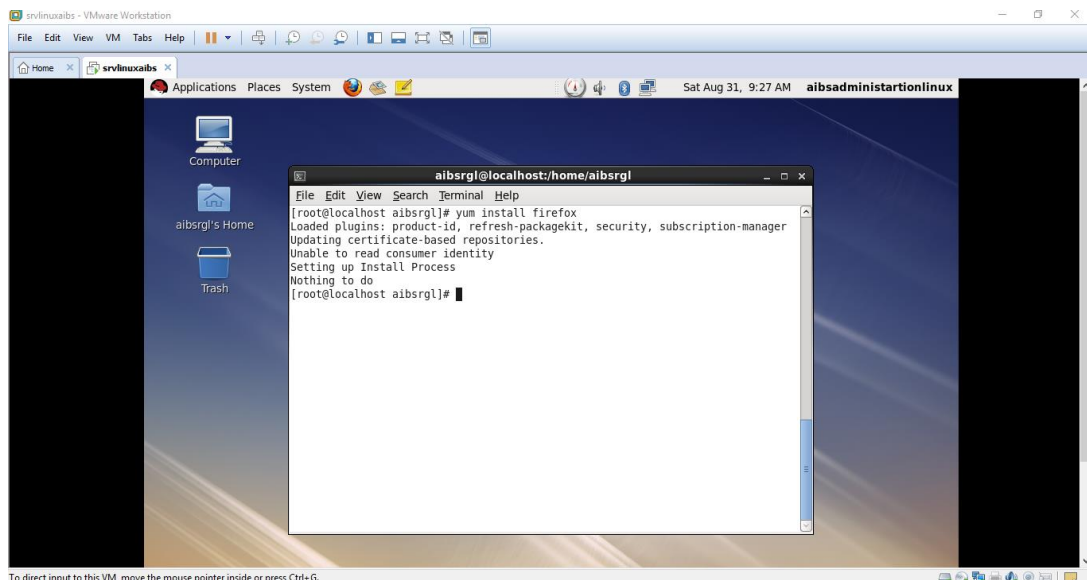 srvlinuxaibs - VMware Workstation
File Edit View VM Tabs Help
Home srvlinuxaibs
Applications Places System Sat Aug 31, 9:27 AM aibsadministartionlinux
Computer
aibsrgl's Home
Trash
aibsrgl@localhost:/home/aibsrgl
File Edit View Search Terminal Help
[root@localhost aibsrgl]# yum install firefox
Loaded plugins: product-id, refresh-packagekit, security, subscription-manager
Updating certificate-based repositories.
Unable to read consumer identity
Setting up Install Process
Nothing to do
[root@localhost aibsrgl]#
To direct input to this VM, move the mouse pointer inside or press Ctrl+G.